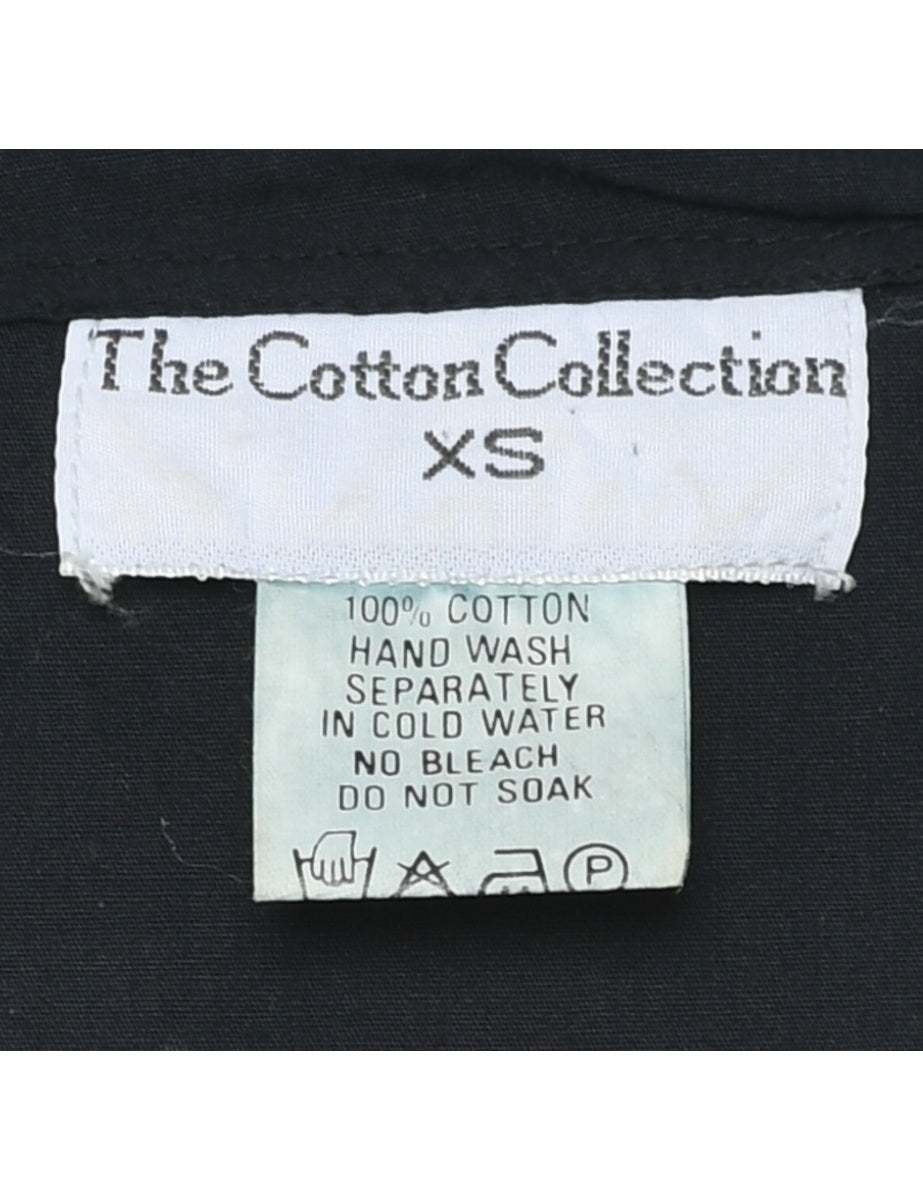 The Cotton Collection
XS
100% COTTON
HAND WASH
SEPARATELY
IN COLD WATER
NO BLEACH
DO NOT SOAK
P